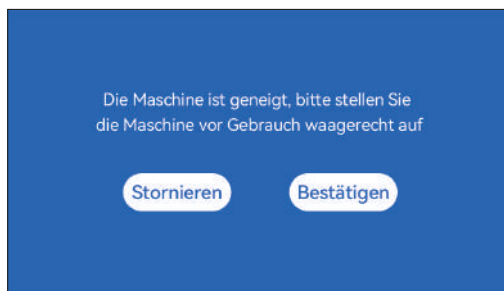 Die Maschine ist geneigt, bitte stellen Sie
die Maschine vor Gebrauch waagerecht auf
Stornieren
Bestätigen